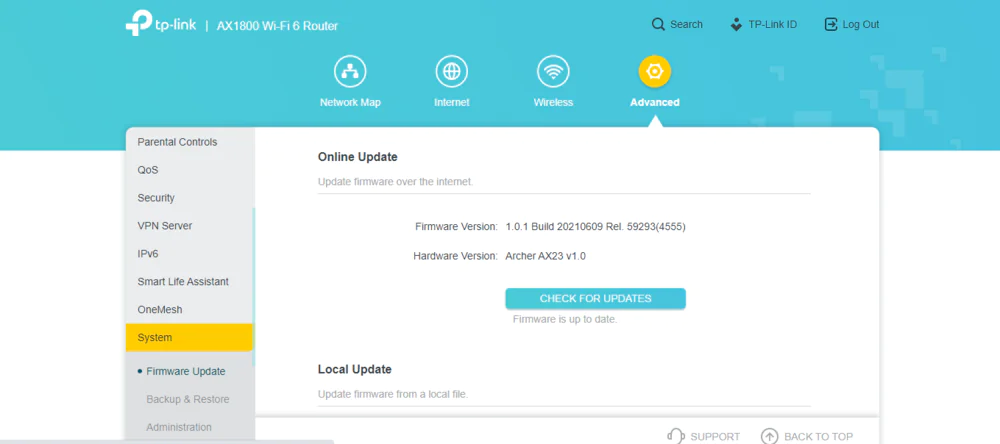 tp-link | AX1800 Wi-Fi 6 Router
Search TP-Link ID Log Out
Network Map Internet Wireless Advanced
Parental Controls
QoS
Security
VPN Server
IPv6
Smart Life Assistant
OneMesh
System
Firmware Update
Backup & Restore
Administration
Online Update
Update firmware over the internet.
Firmware Version: 1.0.1 Build 20210609 Rel. 59293(4555)
Hardware Version: Archer AX23 v1.0
CHECK FOR UPDATES
Firmware is up to date.
Local Update
Update firmware from a local file.
SUPPORT BACK TO TOP